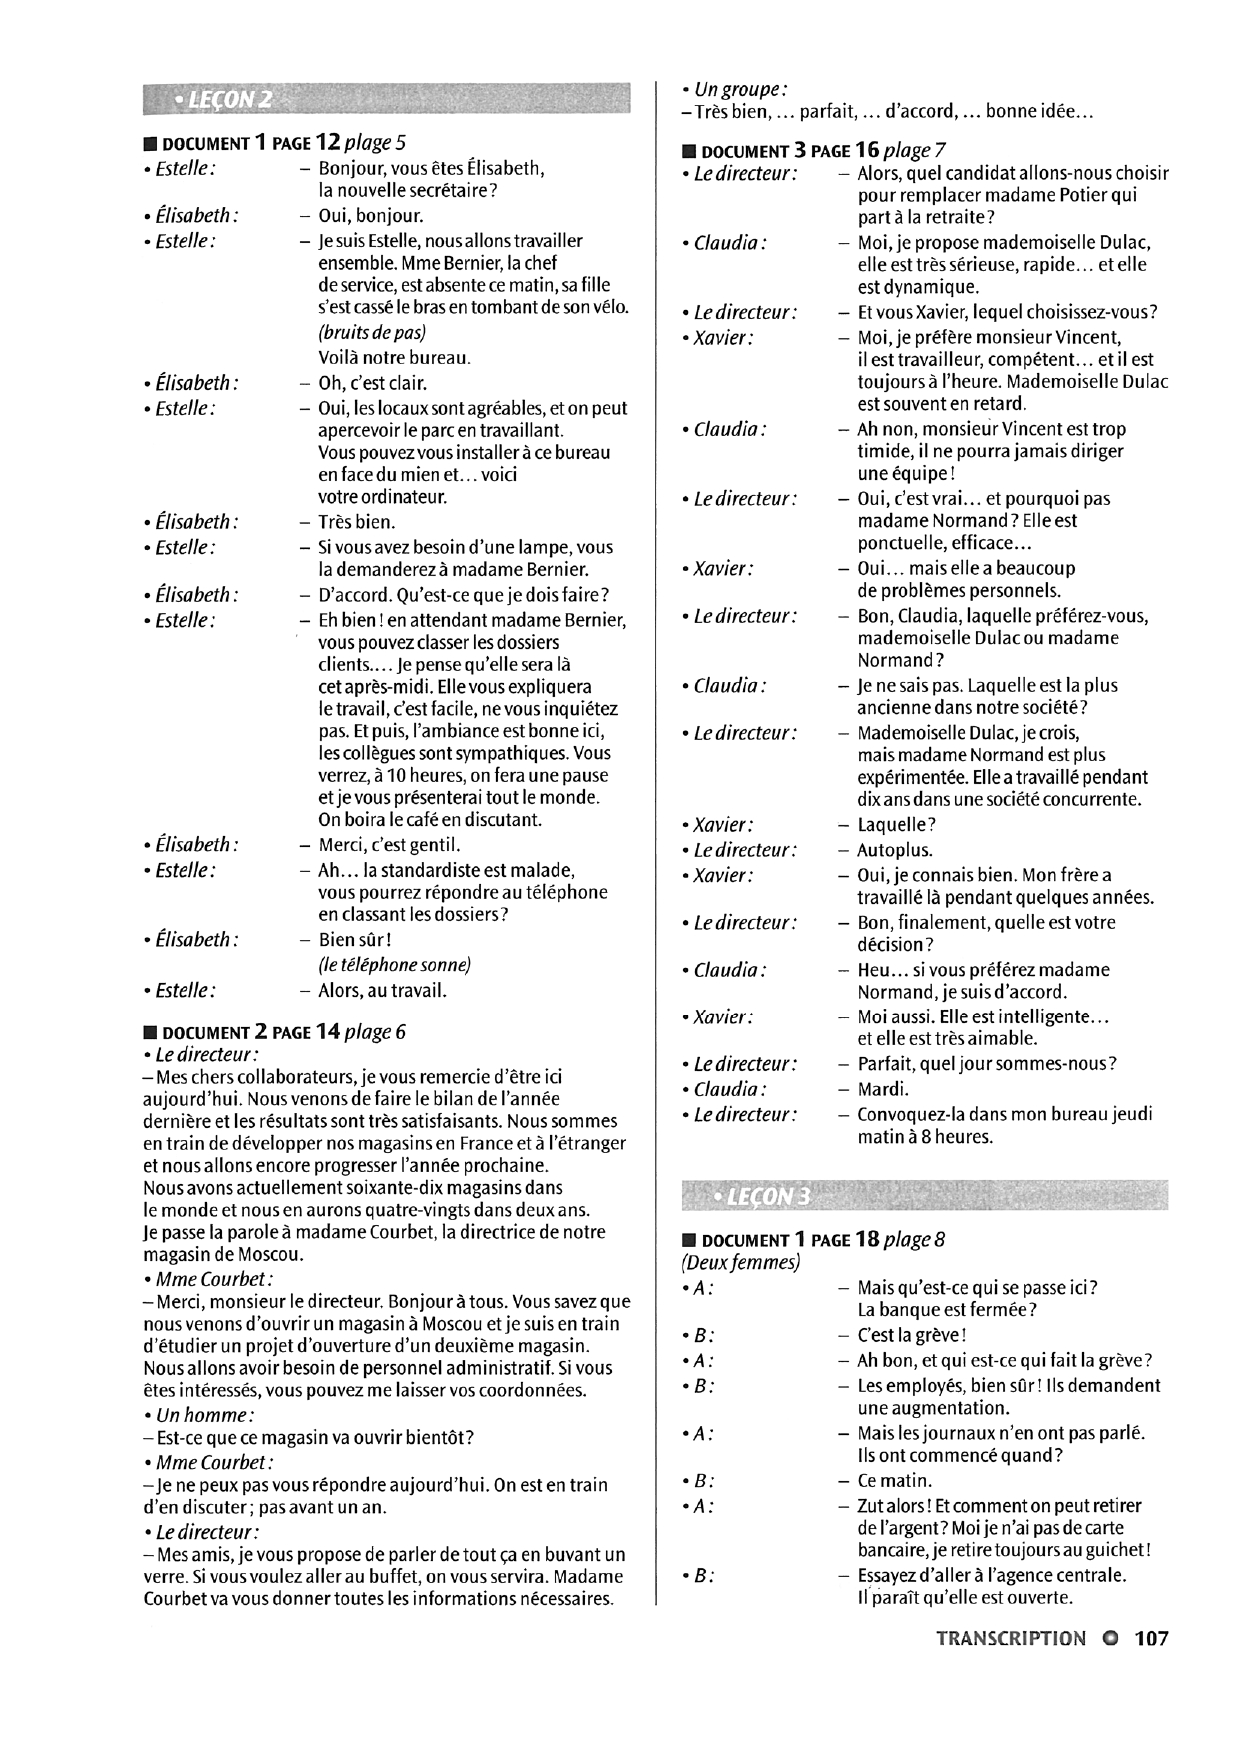 • LEÇON 2
■ DOCUMENT 1 PAGE 12 plage 5
• Estelle : – Bonjour, vous êtes Élisabeth,
la nouvelle secrétaire ?
• Élisabeth : – Oui, bonjour.
• Estelle : – Je suis Estelle, nous allons travailler
ensemble. Mme Bernier, la chef
de service, est absente ce matin, sa fille
s'est cassé le bras en tombant de son vélo.
(bruits de pas)
Voilà notre bureau.
• Élisabeth : – Oh, c'est clair.
• Estelle : – Oui, les locaux sont agréables, et on peut
apercevoir le parc en travaillant.
Vous pouvez vous installer à ce bureau
en face du mien et... voici
votre ordinateur.
• Élisabeth : – Très bien.
• Estelle : – Si vous avez besoin d'une lampe, vous
la demanderez à madame Bernier.
• Élisabeth : – D'accord. Qu'est-ce que je dois faire ?
• Estelle : – Eh bien ! en attendant madame Bernier,
vous pouvez classer les dossiers
clients.... Je pense qu'elle sera là
cet après-midi. Elle vous expliquera
le travail, c'est facile, ne vous inquiétez
pas. Et puis, l'ambiance est bonne ici,
les collègues sont sympathiques. Vous
verrez, à 10 heures, on fera une pause
et je vous présenterai tout le monde.
On boira le café en discutant.
• Élisabeth : – Merci, c'est gentil.
• Estelle : – Ah... la standardiste est malade,
vous pourrez répondre au téléphone
en classant les dossiers ?
• Élisabeth : – Bien sûr !
(le téléphone sonne)
• Estelle : – Alors, au travail.
■ DOCUMENT 2 PAGE 14 plage 6
• Le directeur :
– Mes chers collaborateurs, je vous remercie d'être ici
aujourd'hui. Nous venons de faire le bilan de l'année
dernière et les résultats sont très satisfaisants. Nous sommes
en train de développer nos magasins en France et à l'étranger
et nous allons encore progresser l'année prochaine.
Nous avons actuellement soixante-dix magasins dans
le monde et nous en aurons quatre-vingts dans deux ans.
Je passe la parole à madame Courbet, la directrice de notre
magasin de Moscou.
• Mme Courbet :
– Merci, monsieur le directeur. Bonjour à tous. Vous savez que
nous venons d'ouvrir un magasin à Moscou et je suis en train
d'étudier un projet d'ouverture d'un deuxième magasin.
Nous allons avoir besoin de personnel administratif. Si vous
êtes intéressés, vous pouvez me laisser vos coordonnées.
• Un homme :
– Est-ce que ce magasin va ouvrir bientôt ?
• Mme Courbet :
– Je ne peux pas vous répondre aujourd'hui. On est en train
d'en discuter ; pas avant un an.
• Le directeur :
– Mes amis, je vous propose de parler de tout ça en buvant un
verre. Si vous voulez aller au buffet, on vous servira. Madame
Courbet va vous donner toutes les informations nécessaires.
• Un groupe :
– Très bien, ... parfait, ... d'accord, ... bonne idée...
■ DOCUMENT 3 PAGE 16 plage 7
• Le directeur : – Alors, quel candidat allons-nous choisir
pour remplacer madame Potier qui
part à la retraite ?
• Claudia : – Moi, je propose mademoiselle Dulac,
elle est très sérieuse, rapide... et elle
est dynamique.
• Le directeur : – Et vous Xavier, lequel choisissez-vous ?
• Xavier : – Moi, je préfère monsieur Vincent,
il est travailleur, compétent... et il est
toujours à l'heure. Mademoiselle Dulac
est souvent en retard.
• Claudia : – Ah non, monsieur Vincent est trop
timide, il ne pourra jamais diriger
une équipe !
• Le directeur : – Oui, c'est vrai... et pourquoi pas
madame Normand ? Elle est
ponctuelle, efficace...
• Xavier : – Oui... mais elle a beaucoup
de problèmes personnels.
• Le directeur : – Bon, Claudia, laquelle préférez-vous,
mademoiselle Dulac ou madame
Normand ?
• Claudia : – Je ne sais pas. Laquelle est la plus
ancienne dans notre société ?
• Le directeur : – Mademoiselle Dulac, je crois,
mais madame Normand est plus
expérimentée. Elle a travaillé pendant
dix ans dans une société concurrente.
• Xavier : – Laquelle ?
• Le directeur : – Autoplus.
• Xavier : – Oui, je connais bien. Mon frère a
travaillé là pendant quelques années.
• Le directeur : – Bon, finalement, quelle est votre
décision ?
• Claudia : – Heu... si vous préférez madame
Normand, je suis d'accord.
• Xavier : – Moi aussi. Elle est intelligente...
et elle est très aimable.
• Le directeur : – Parfait, quel jour sommes-nous ?
• Claudia : – Mardi.
• Le directeur : – Convoquez-la dans mon bureau jeudi
matin à 8 heures.
• LEÇON 3
■ DOCUMENT 1 PAGE 18 plage 8
(Deux femmes)
• A : – Mais qu'est-ce qui se passe ici ?
La banque est fermée ?
• B : – C'est la grève !
• A : – Ah bon, et qui est-ce qui fait la grève ?
• B : – Les employés, bien sûr ! Ils demandent
une augmentation.
• A : – Mais les journaux n'en ont pas parlé.
Ils ont commencé quand ?
• B : – Ce matin.
• A : – Zut alors ! Et comment on peut retirer
de l'argent ? Moi je n'ai pas de carte
bancaire, je retire toujours au guichet !
• B : – Essayez d'aller à l'agence centrale.
Il paraît qu'elle est ouverte.
TRANSCRIPTION 107